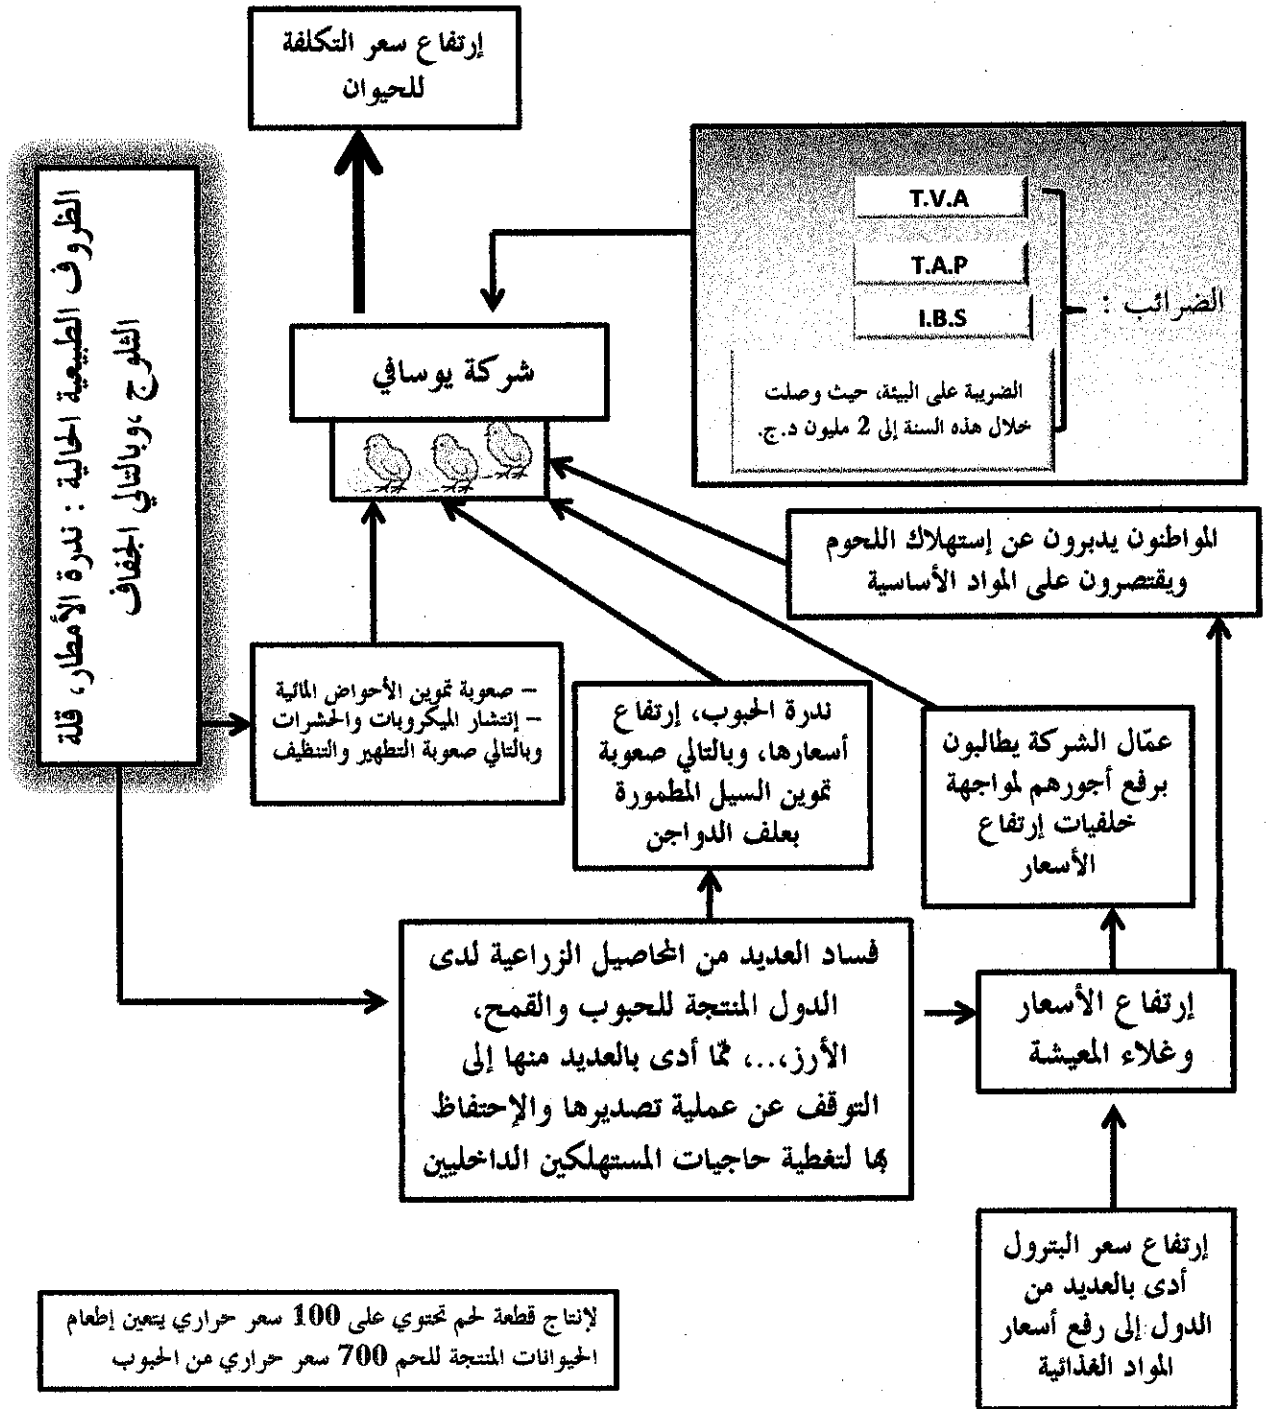 إرتفاع سعر التكلفة
للحيوان
الظروف الطبيعية الحالية : ندرة الأمطار، قلة
الثلوج ،وبالتالي الجفاف
T.V.A
T.A.P
I.B.S
الضرائب :
الضريبة على البيئة، حيث وصلت
خلال هذه السنة إلى 2 مليون د.ج.
شركة يوسافي
المواطنون يدبرون عن إستهلاك اللحوم
ويقتصرون على المواد الأساسية
– صعوبة تموين الأحواض المائية
– إنتشار الميكروبات والحشرات
وبالتالي صعوبة التطهير والتنظيف
ندرة الحبوب، إرتفاع
أسعارها، وبالتالي صعوبة
تموين السيل المطمورة
بعلف الدواجن
عمّال الشركة يطالبون
برفع أجورهم لمواجهة
خلفيات إرتفاع
الأسعار
فساد العديد من المحاصيل الزراعية لدى
الدول المنتجة للحبوب والقمح،
الأرز،...، ممّا أدى بالعديد منها إلى
التوقف عن عملية تصديرها والإحتفاظ
بها لتغطية حاجيات المستهلكين الداخليين
إرتفاع الأسعار
وغلاء المعيشة
إرتفاع سعر البترول
أدى بالعديد من
الدول إلى رفع أسعار
المواد الغذائية
لإنتاج قطعة لحم تحتوي على 100 سعر حراري يتعين إطعام
الحيوانات المنتجة للحم 700 سعر حراري من الحبوب